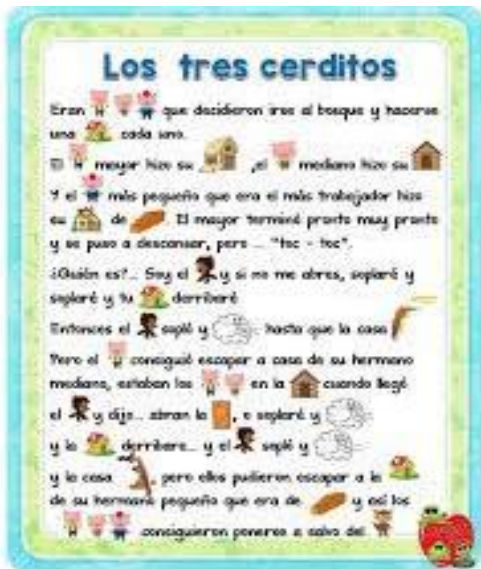 Los tres cerditos
Eran que decidieron irse al bosque y hacerse
una cada uno.
El mayor hizo su , el mediano hizo su
Y el más pequeño que era el más trabajador hizo
su de . El mayor terminó pronto muy pronto
y se puso a descansar, pero ... "toc - toc".
¿Quién es?... Soy el y si no me abres, soplaré y
soplaré y tu derribaré
Entonces el sopló y hasta que la casa
Pero el consiguió escapar a casa de su hermano
mediano, estaban los en la cuando llegó
el y dijo... abran la , o soplaré y
y la derribare... y el sopló y
y la casa , pero ellos pudieron escapar a la
de su hermano pequeño que era de y así los
consiguieron ponerse a salvo del